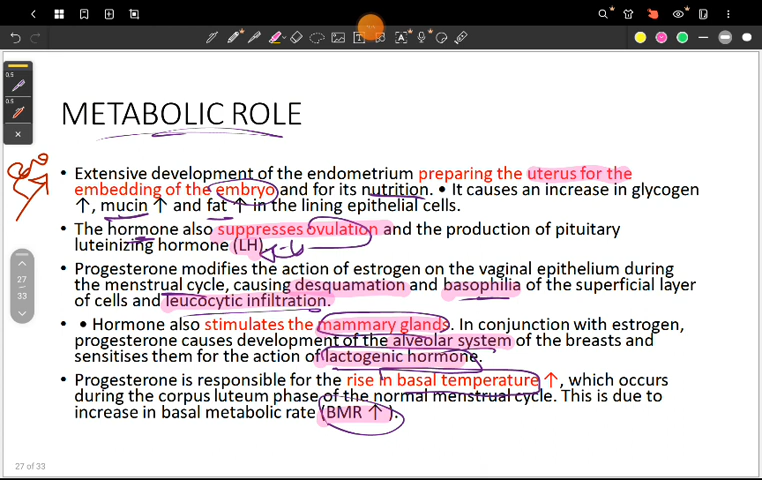 0.5
0.5
METABOLIC ROLE
• Extensive development of the endometrium preparing the uterus for the
embedding of the embryo and for its nutrition. • It causes an increase in glycogen
↑, mucin ↑ and fat ↑ in the lining epithelial cells.
• The hormone also suppresses ovulation and the production of pituitary
luteinizing hormone (LH).
• Progesterone modifies the action of estrogen on the vaginal epithelium during
the menstrual cycle, causing desquamation and basophilia of the superficial layer
of cells and leucocytic infiltration.
• • Hormone also stimulates the mammary glands. In conjunction with estrogen,
progesterone causes development of the alveolar system of the breasts and
sensitises them for the action of lactogenic hormone.
• Progesterone is responsible for the rise in basal temperature ↑, which occurs
during the corpus luteum phase of the normal menstrual cycle. This is due to
increase in basal metabolic rate (BMR ↑).
27
33
27 of 33